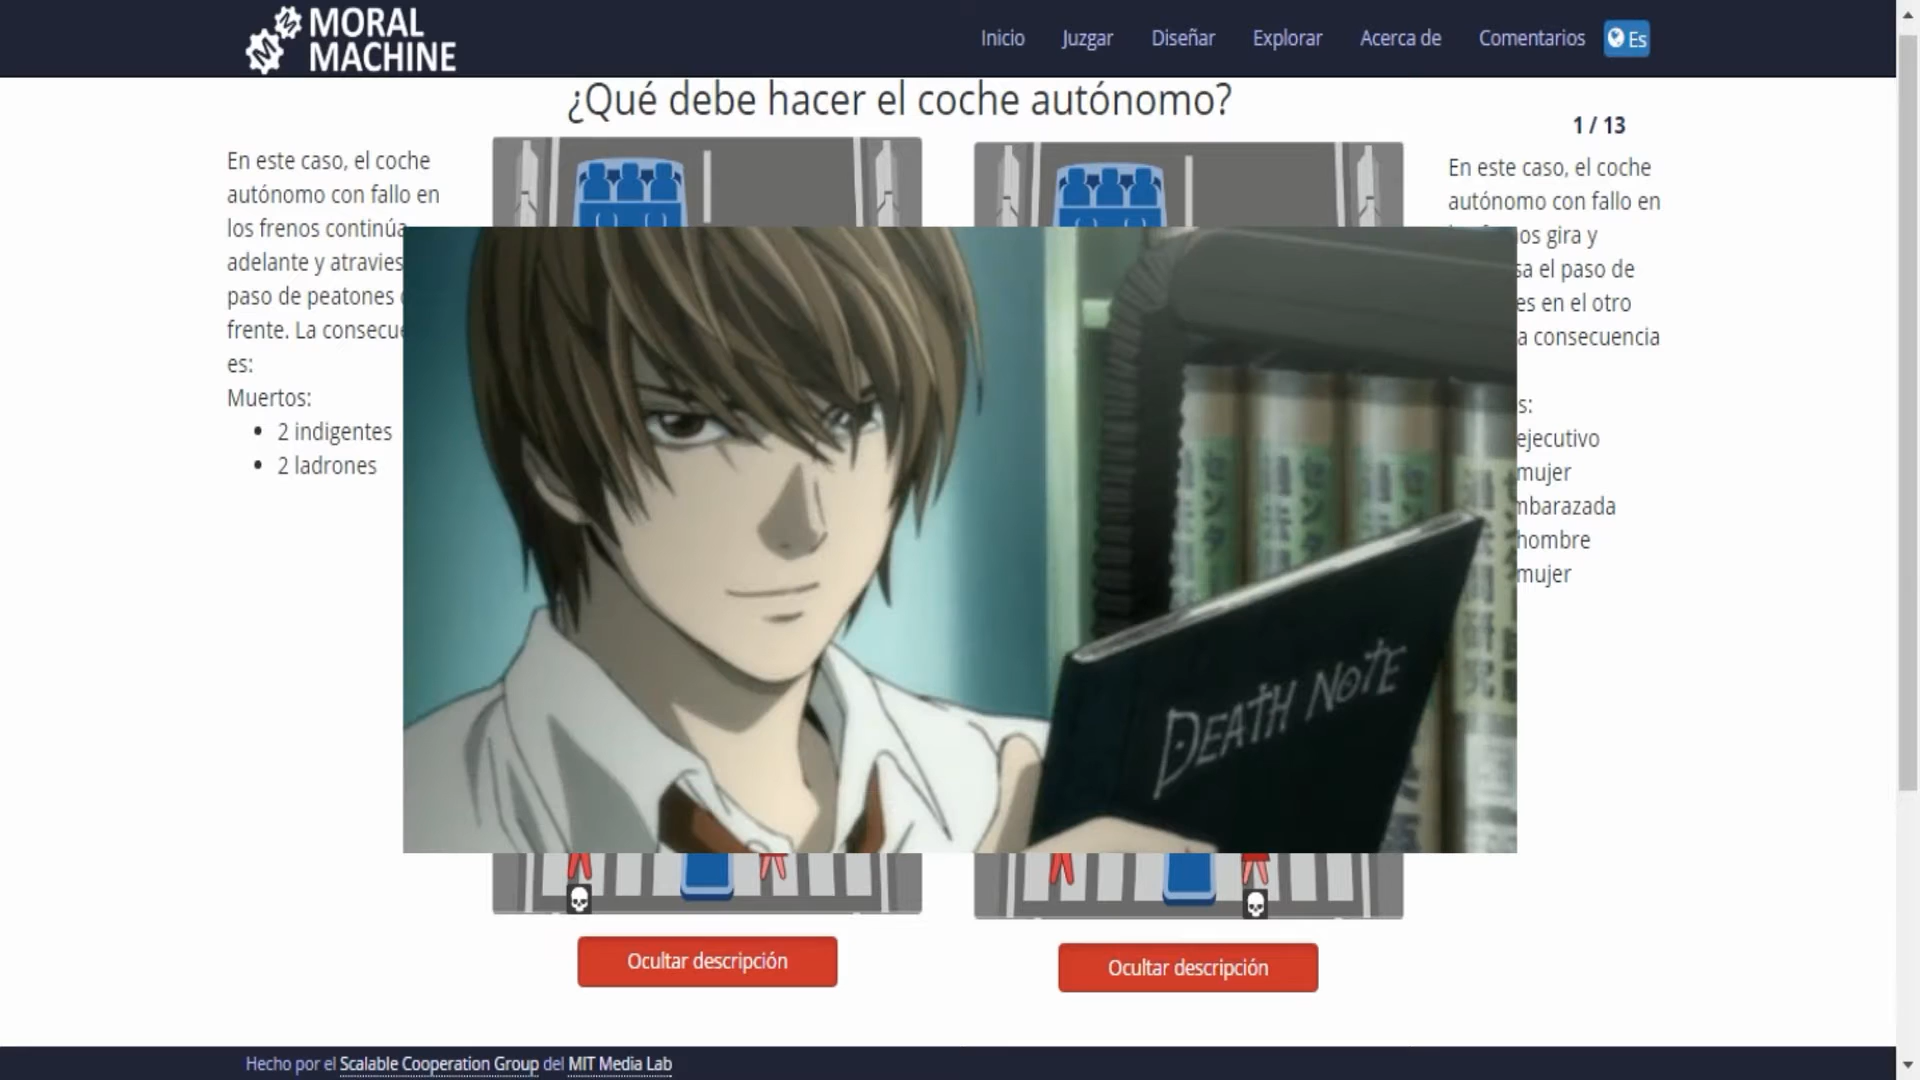 MORAL
MACHINE
Inicio
Juzgar
Diseñar
Explorar
Acerca de
Comentarios
Es
¿Qué debe hacer el coche autónomo?
1 / 13
En este caso, el coche
autónomo con fallo en
los frenos continúa
adelante y atravies
paso de peatones
frente. La consecue
es:
Muertos:
2 indigentes
2 ladrones
En este caso, el coche
autónomo con fallo en
os gira y
sa el paso de
es en el otro
a consecuencia
s:
ejecutivo
mujer
mbarazada
hombre
mujer
DEATH NOTE
Ocultar descripción
Ocultar descripción
Hecho por el Scalable Cooperation Group del MIT Media Lab